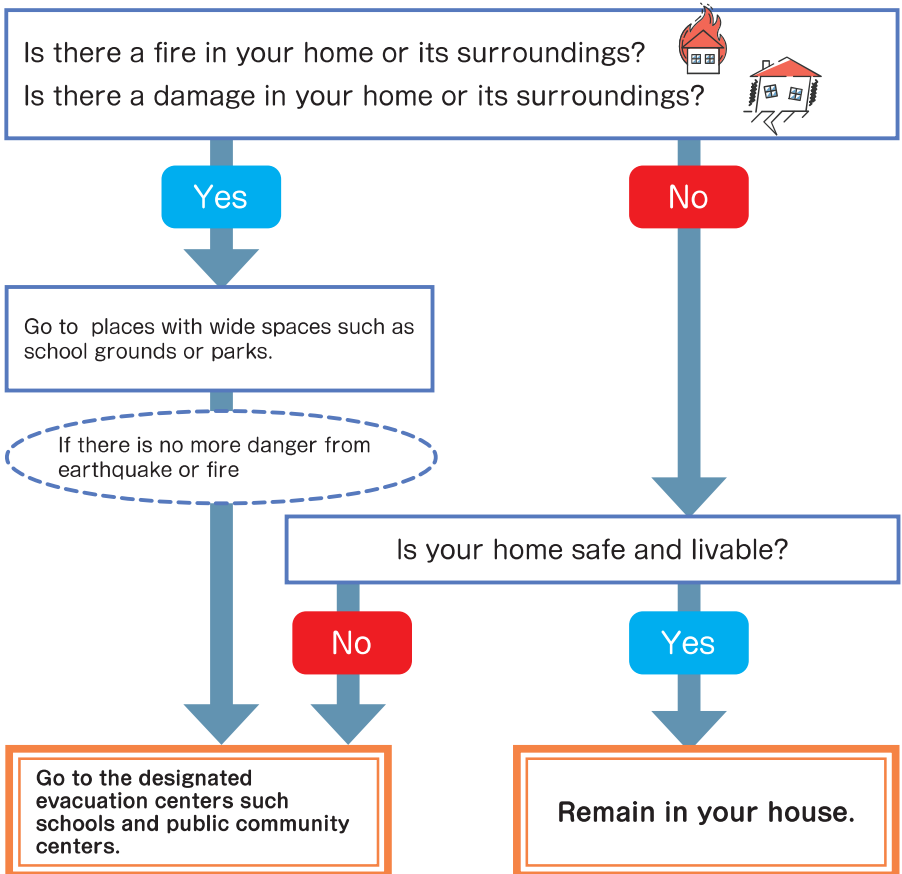 Is there a fire in your home or its surroundings?
Is there a damage in your home or its surroundings?
Yes
No
Go to places with wide spaces such as
school grounds or parks.
If there is no more danger from
earthquake or fire
Is your home safe and livable?
No
Yes
Go to the designated
evacuation centers such
schools and public community
centers.
Remain in your house.